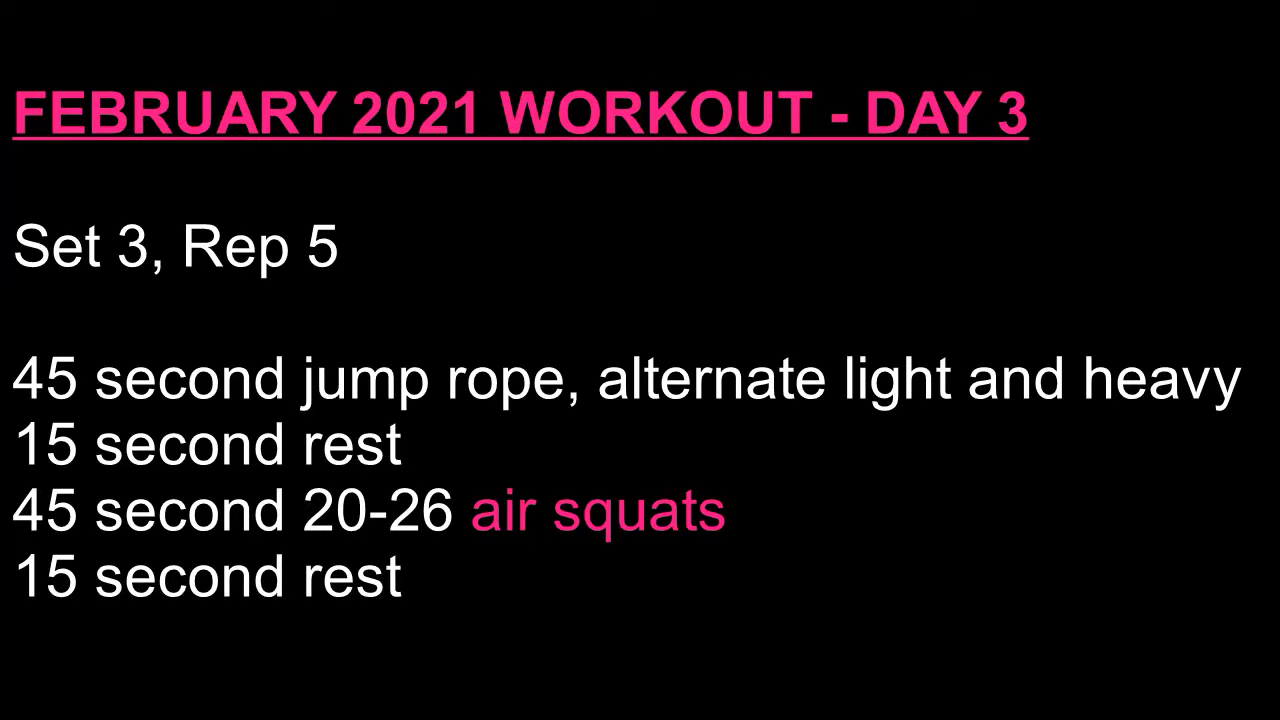 FEBRUARY 2021 WORKOUT - DAY 3
Set 3, Rep 5
45 second jump rope, alternate light and heavy
15 second rest
45 second 20-26 air squats
15 second rest